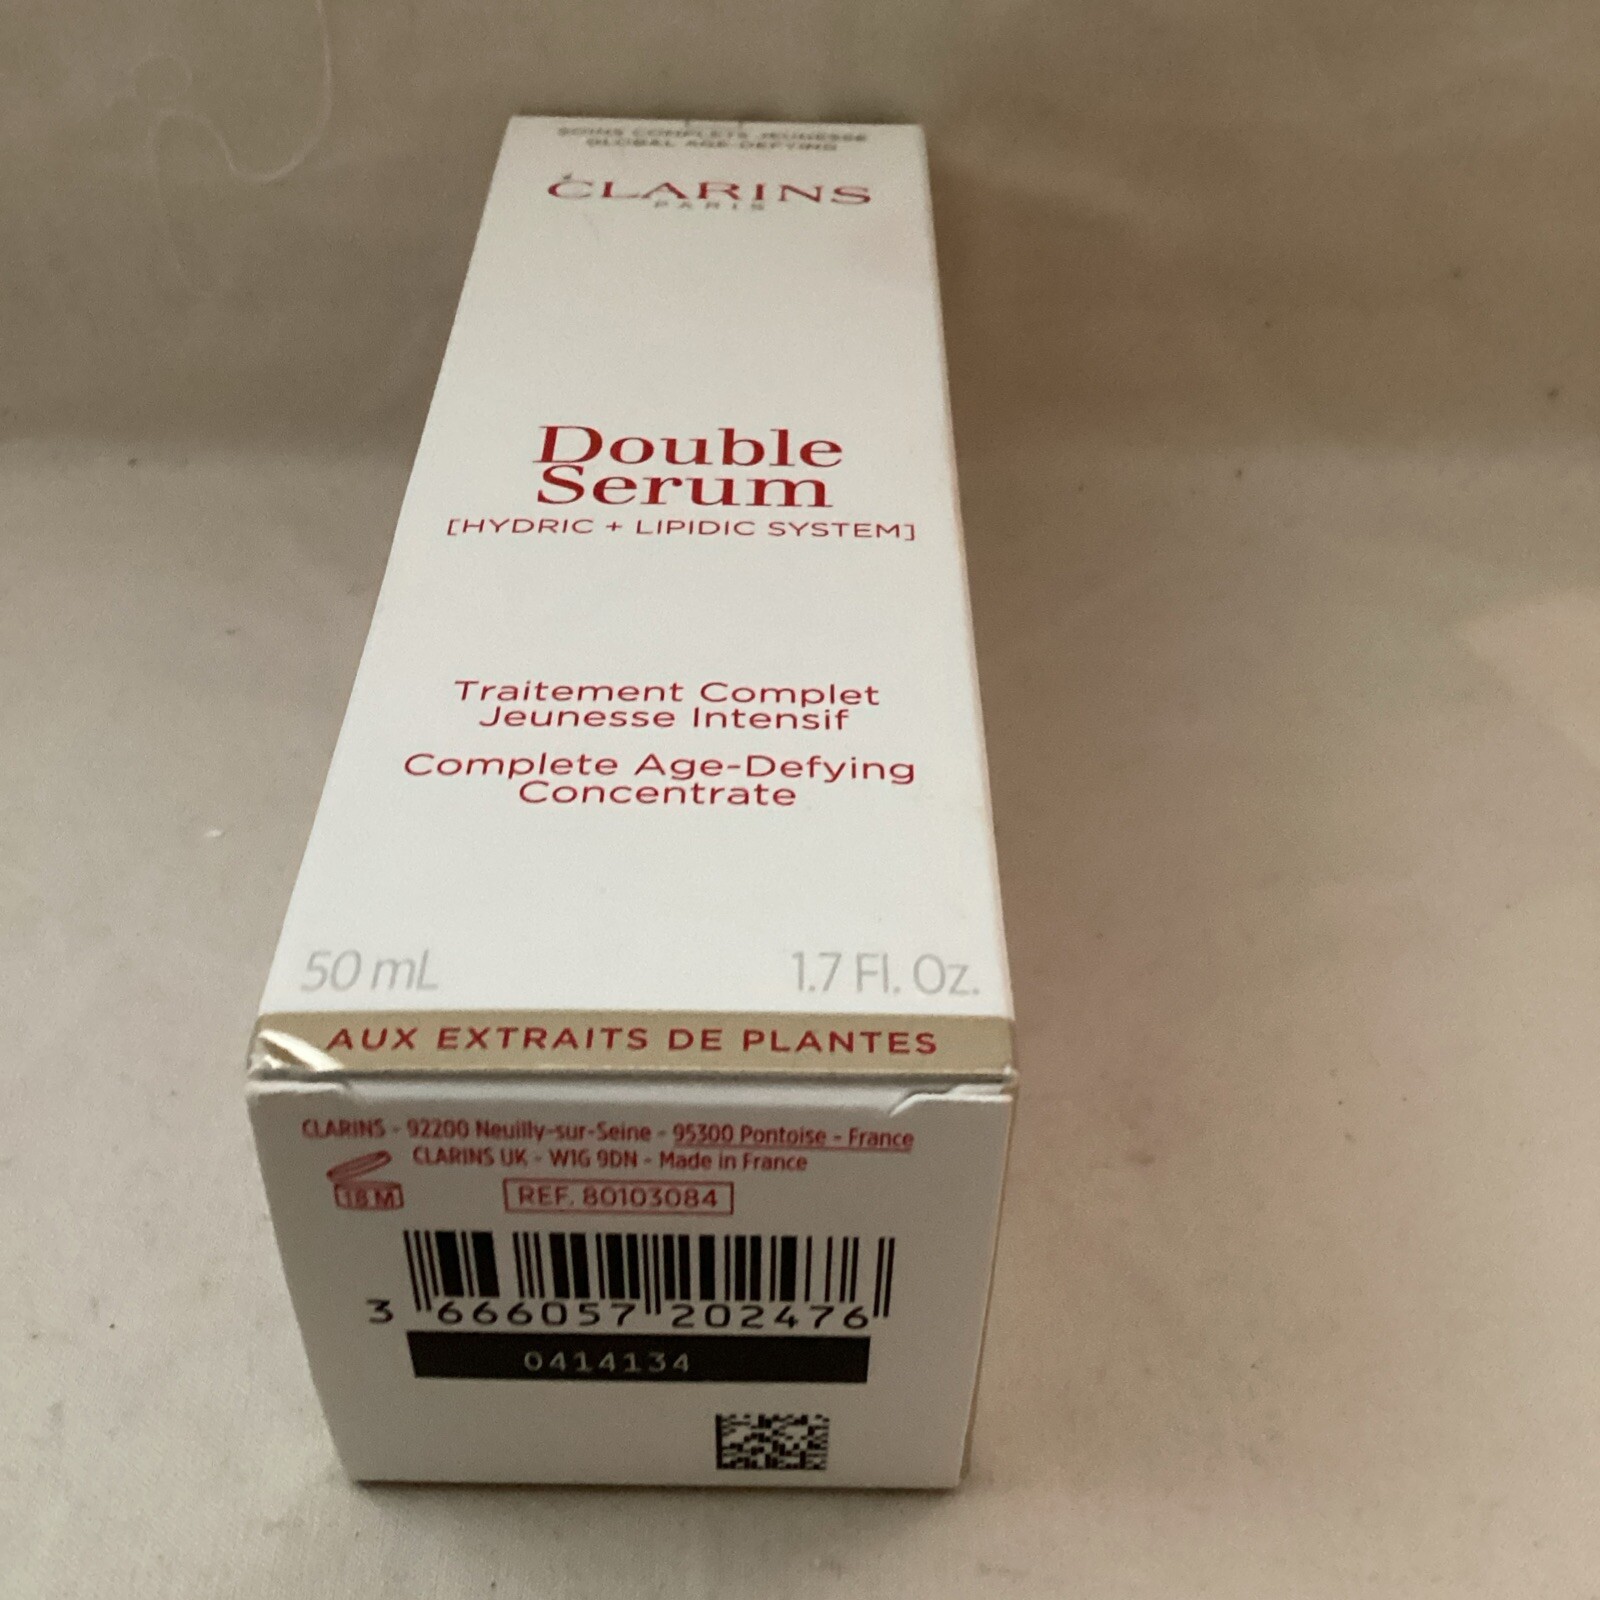 SOINS COMPLETS JEUNESSE
GLOBAL AGE-DEFYING
CLARINS
PARIS
Double
Serum
[HYDRIC + LIPIDIC SYSTEM]
Traitement Complet
Jeunesse Intensif
Complete Age-Defying
Concentrate
50 mL 1.7 Fl. Oz.
AUX EXTRAITS DE PLANTES
CLARINS - 92200 Neuilly-sur-Seine - 95300 Pontoise - France
CLARINS UK - W1G 9DN - Made in France
18 M
REF. 80103084
3 666057 202476
0414134